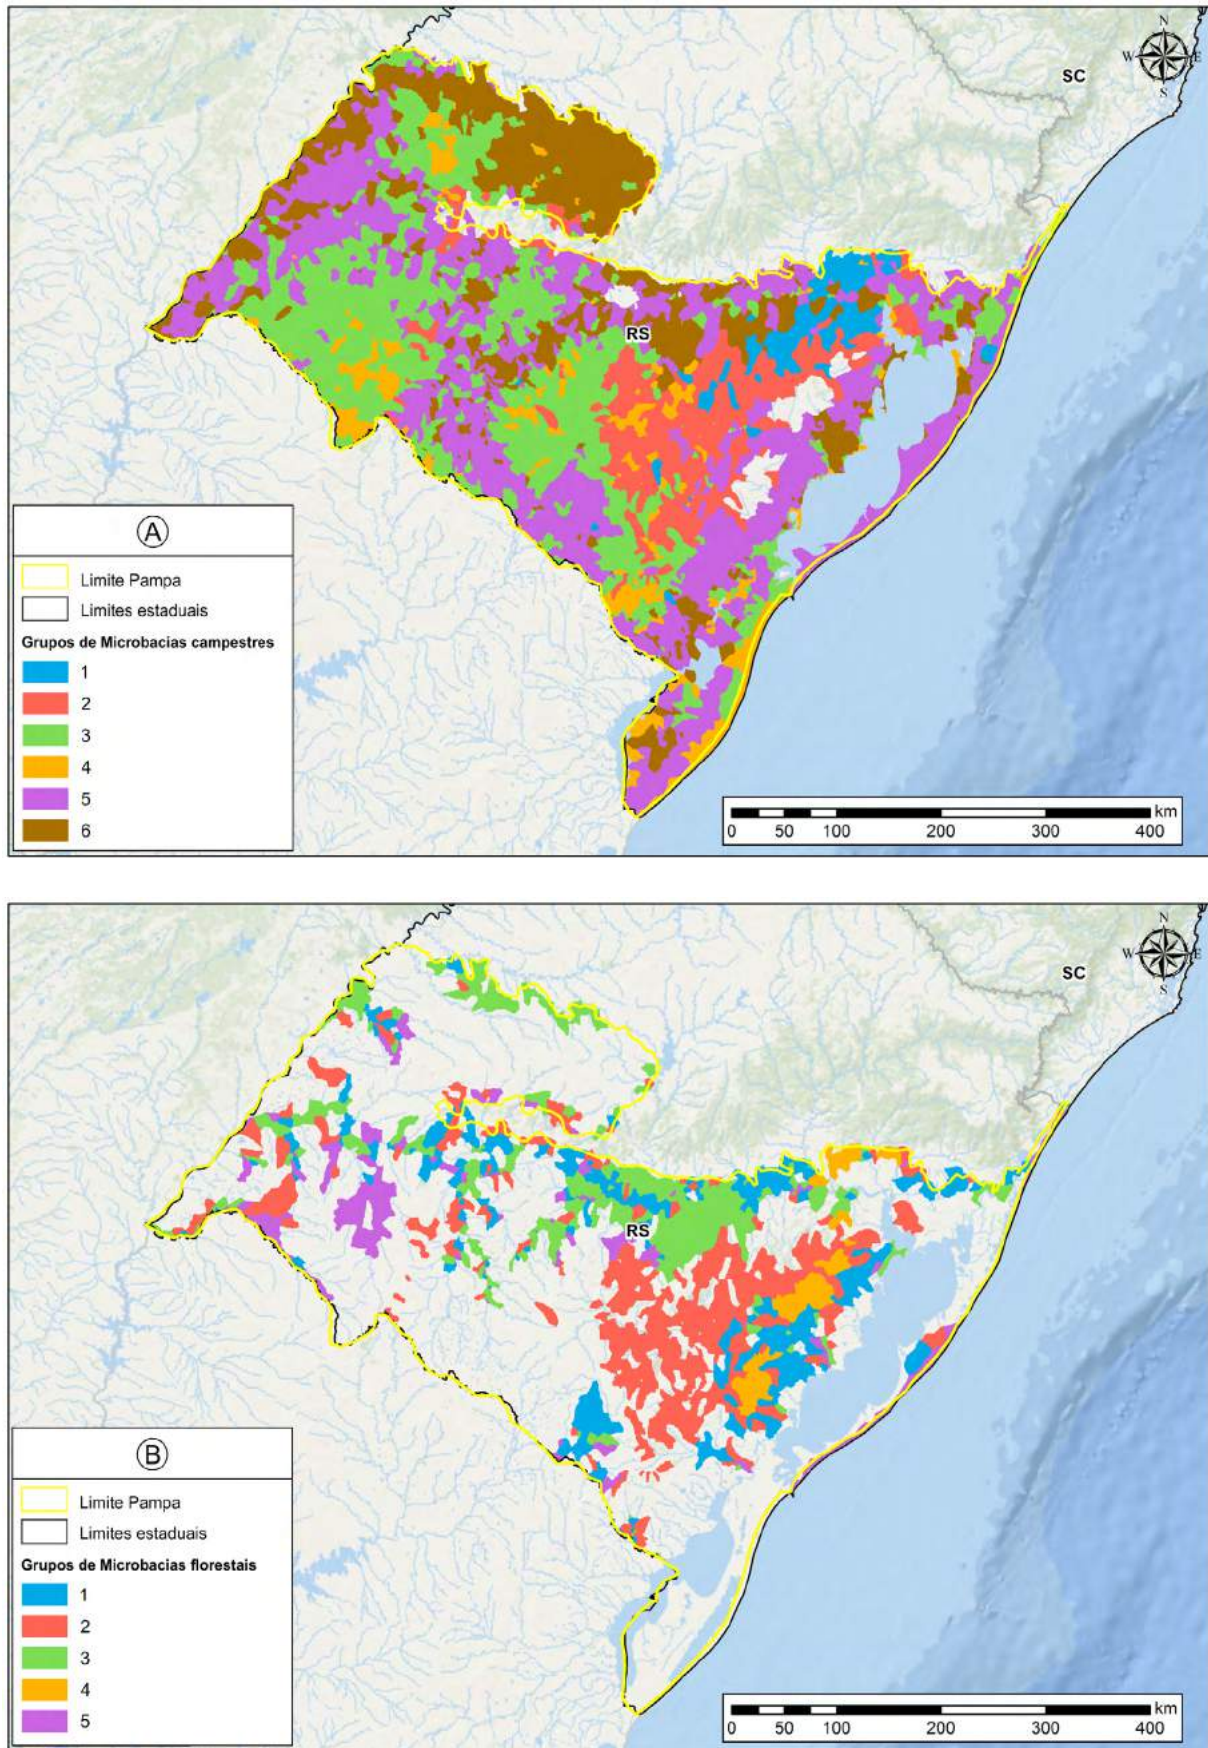 N
W E
S
SC
RS
A
Limite Pampa
Limites estaduais
Grupos de Microbacias campestres
1
2
3
4
5
6
km
0 50 100 200 300 400
N
W E
S
SC
RS
B
Limite Pampa
Limites estaduais
Grupos de Microbacias florestais
1
2
3
4
5
km
0 50 100 200 300 400